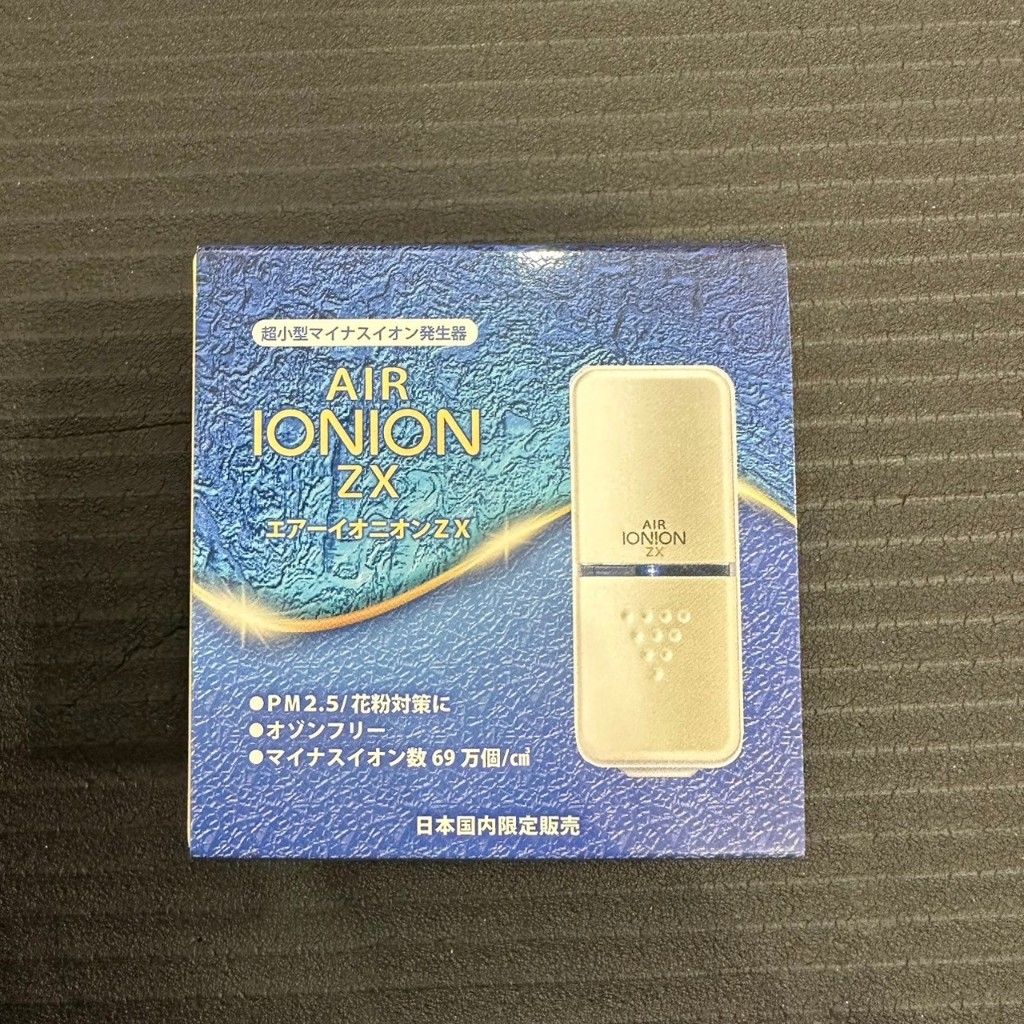 超小型マイナスイオン発生器
AIR
IONION
ZX
エアーイオニオンZX
AIR
IONION
ZX
●PM2.5/花粉対策に
●オゾンフリー
●マイナスイオン数69万個/c㎥
日本国内限定販売